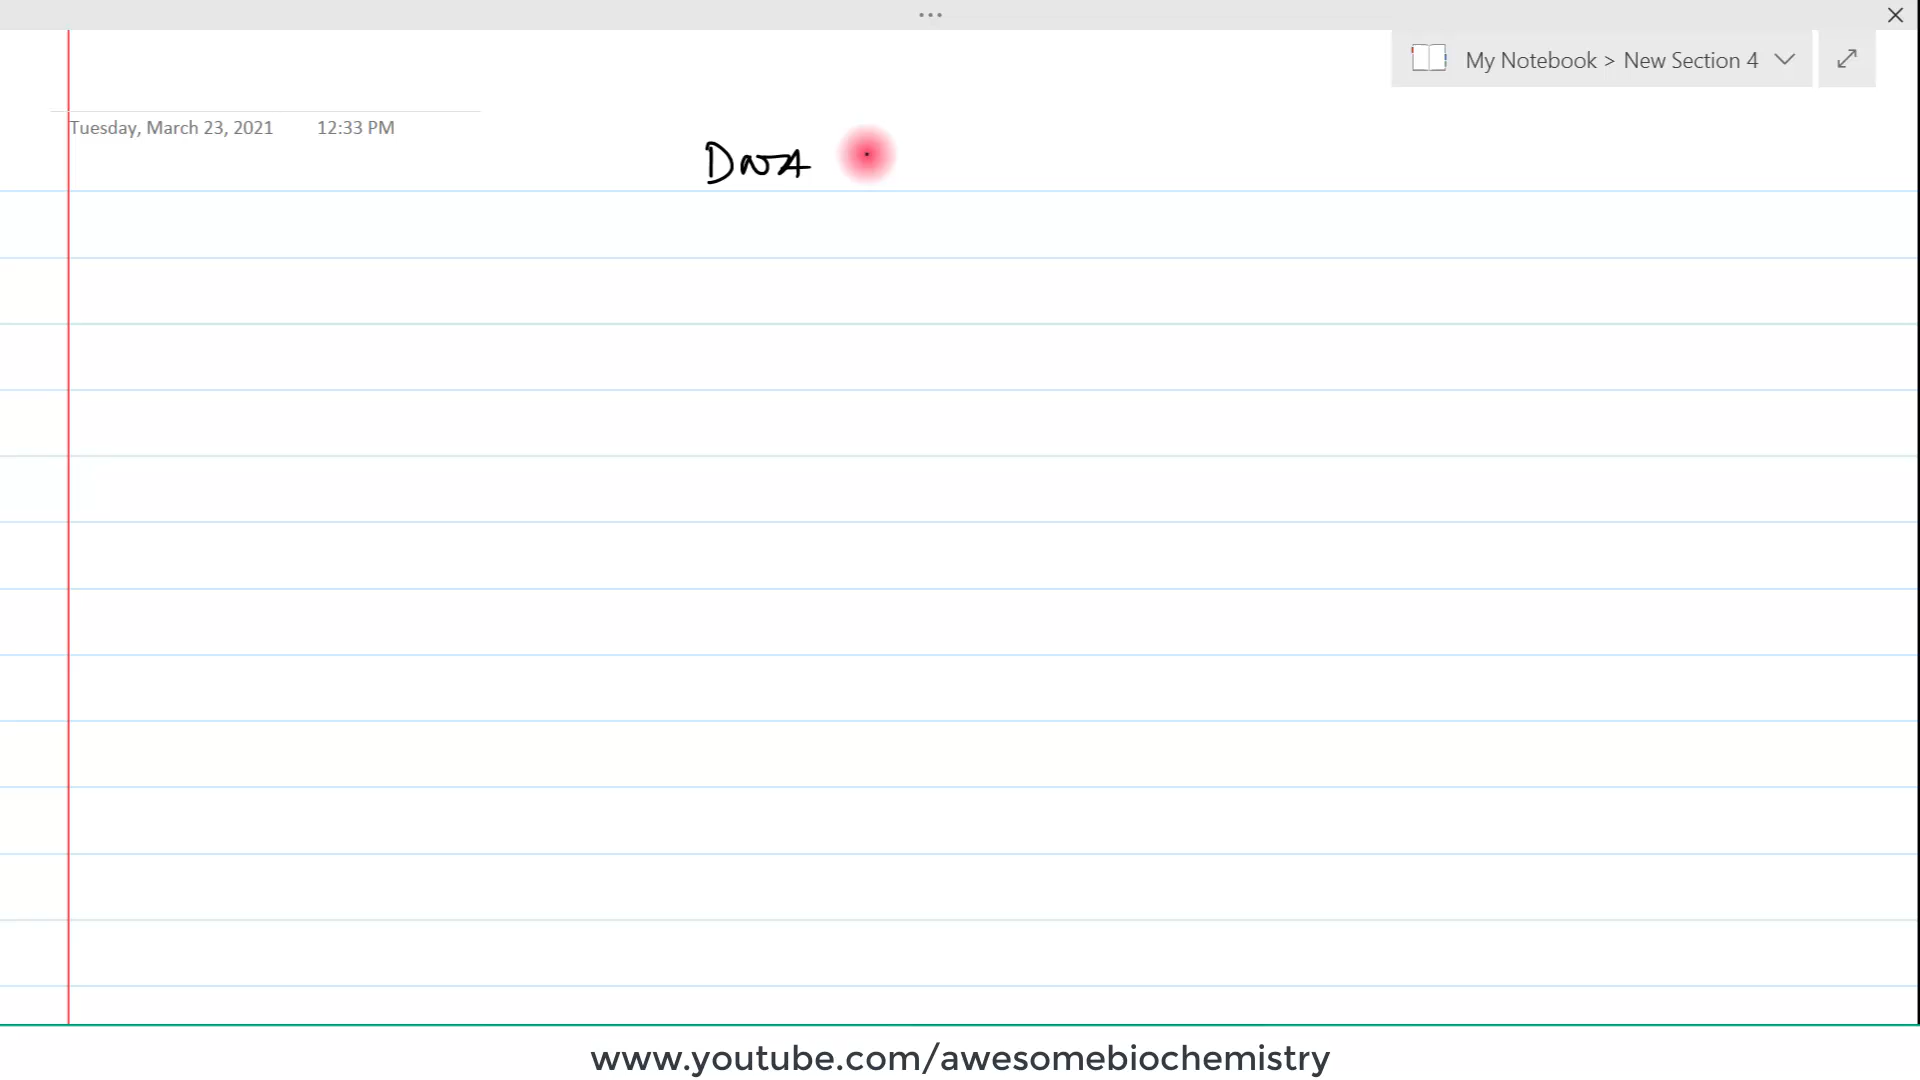 My Notebook > New Section 4
Tuesday, March 23, 2021 12:33 PM
DNA
www.youtube.com/awesomebiochemistry